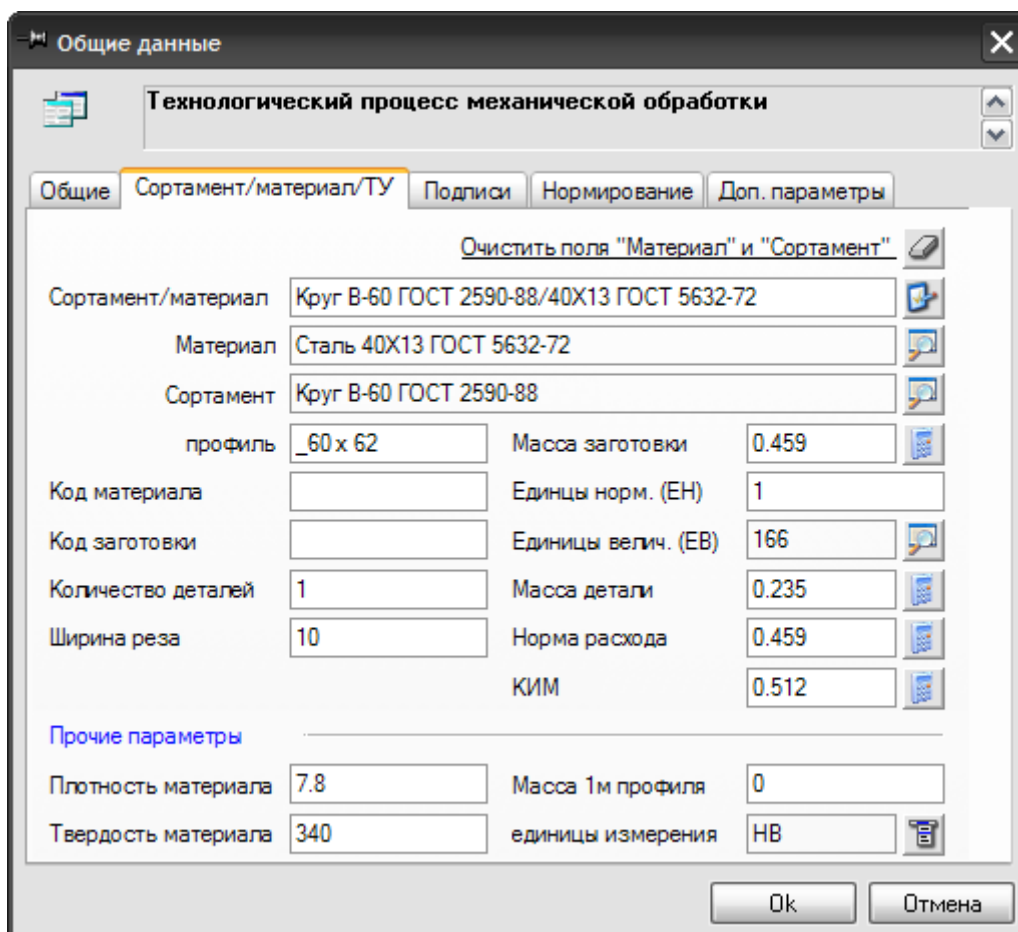 Общие данные
Технологический процесс механической обработки
Общие Сортамент/материал/ТУ Подписи Нормирование Доп. параметры
Очистить поля "Материал" и "Сортамент"
Сортамент/материал Круг В-60 ГОСТ 2590-88/40Х13 ГОСТ 5632-72
Материал Сталь 40Х13 ГОСТ 5632-72
Сортамент Круг В-60 ГОСТ 2590-88
профиль _60 x 62 Масса заготовки 0.459
Код материала Единцы норм. (ЕН) 1
Код заготовки Единицы велич. (ЕВ) 166
Количество деталей 1 Масса детали 0.235
Ширина реза 10 Норма расхода 0.459
КИМ 0.512
Прочие параметры
Плотность материала 7.8 Масса 1м профиля 0
Твердость материала 340 единицы измерения НВ
Ok Отмена